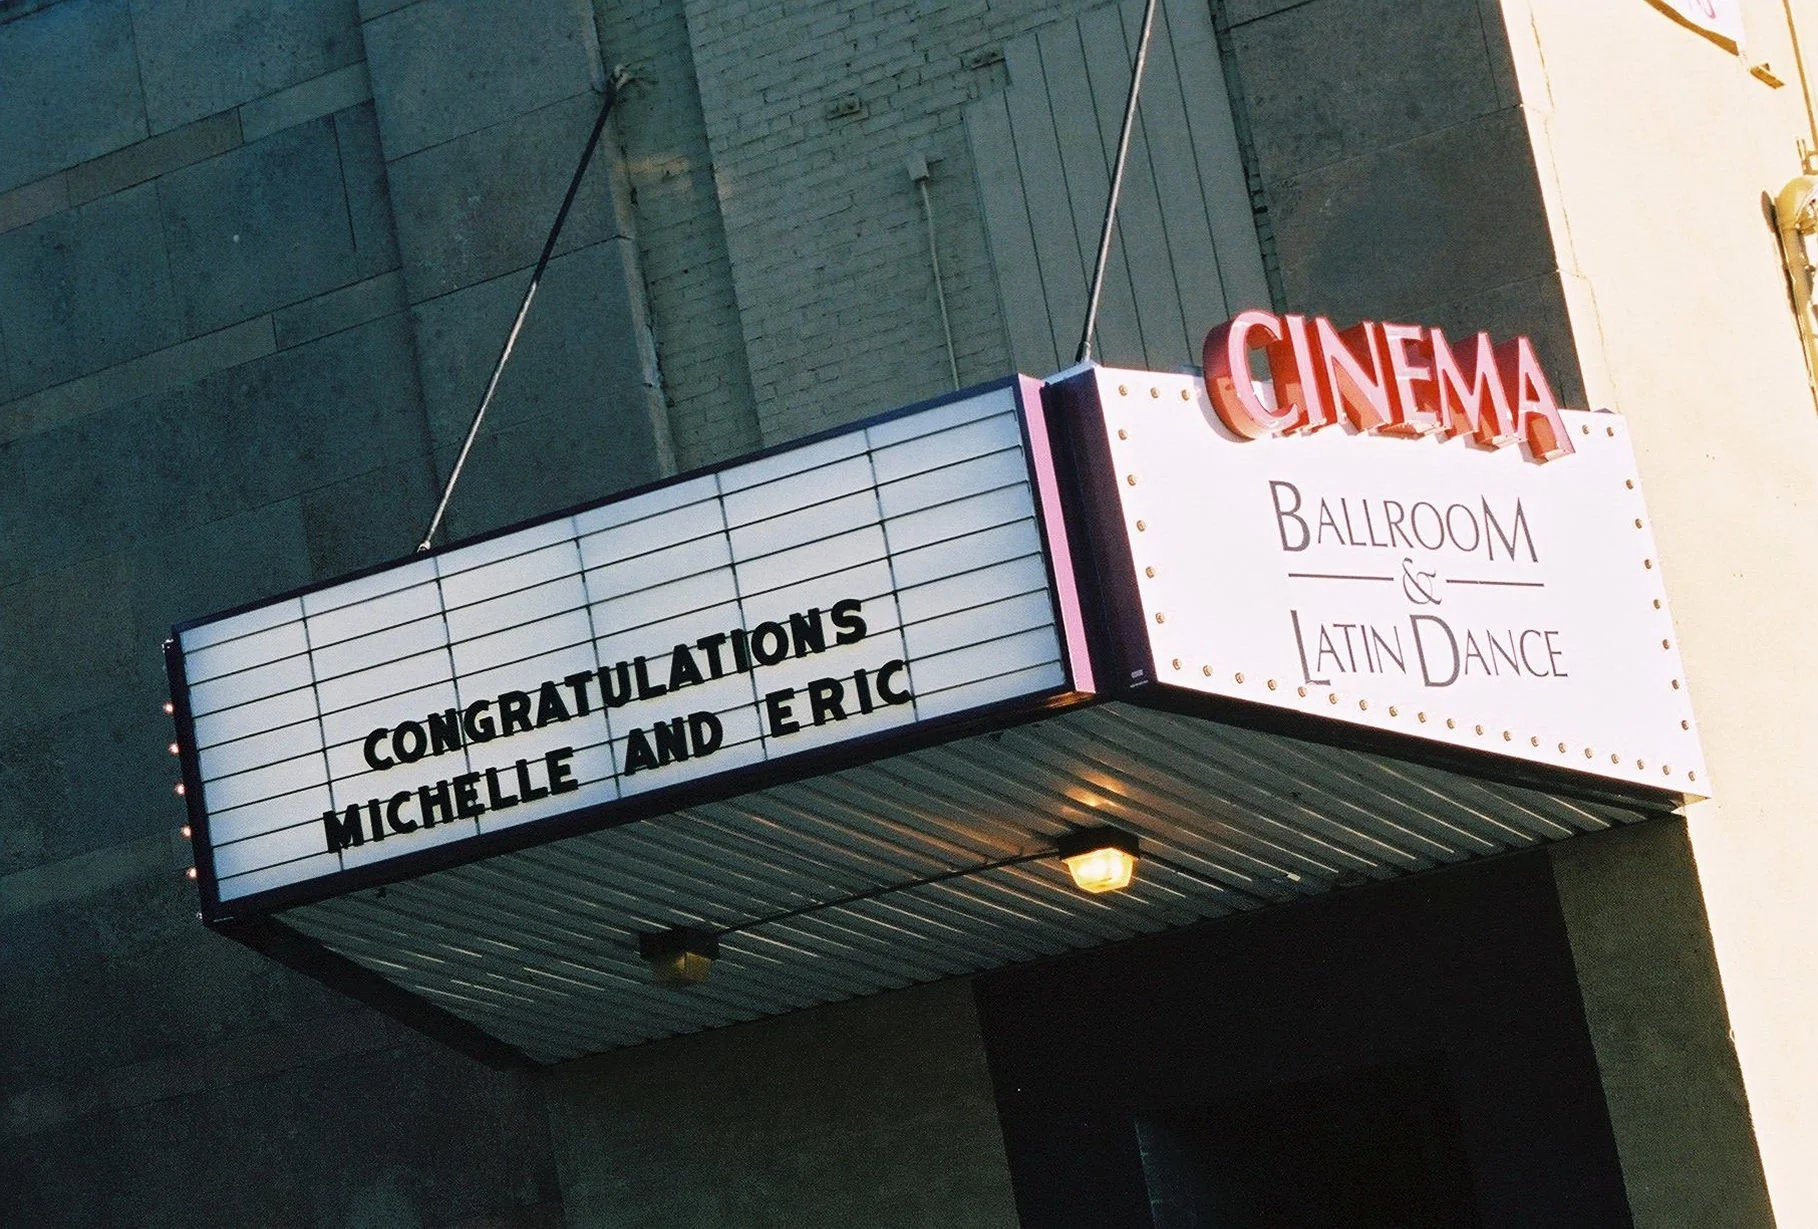 CONGRATULATIONS
MICHELLE AND ERIC
CINEMA
BALLROOM
&
LATIN DANCE